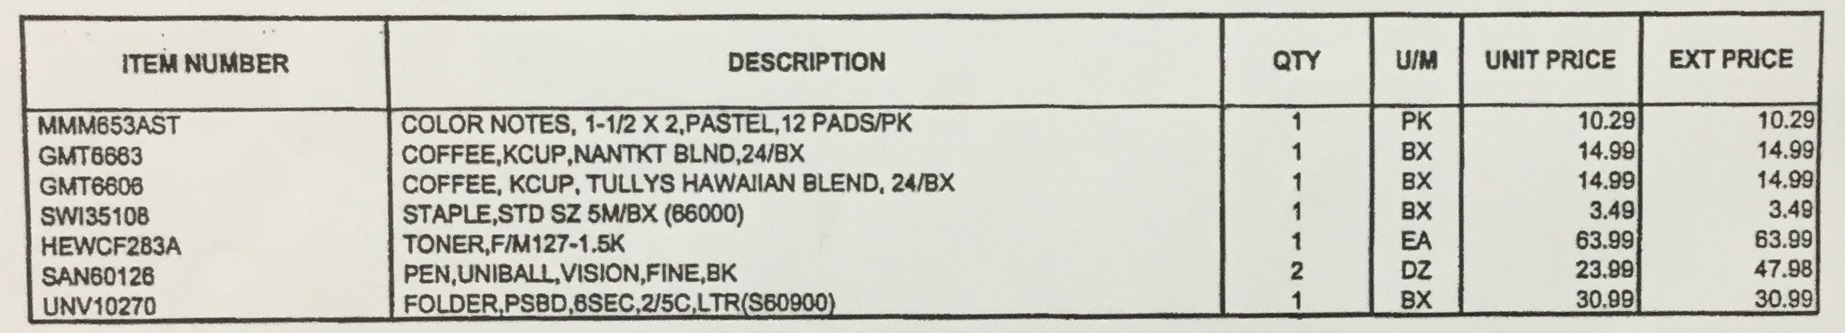 ITEM NUMBER DESCRIPTION QTY U/M UNIT PRICE EXT PRICE
MMM653AST COLOR NOTES, 1-1/2 X 2,PASTEL,12 PADS/PK 1 PK 10.29 10.29
GMT6663 COFFEE,KCUP,NANTKT BLND,24/BX 1 BX 14.99 14.99
GMT6606 COFFEE, KCUP, TULLYS HAWAIIAN BLEND, 24/BX 1 BX 14.99 14.99
SWI35108 STAPLE,STD SZ 5M/BX (66000) 1 BX 3.49 3.49
HEWCF283A TONER,F/M127-1.5K 1 EA 63.99 63.99
SAN60126 PEN,UNIBALL,VISION,FINE,BK 2 DZ 23.99 47.98
UNV10270 FOLDER,PSBD,6SEC,2/5C,LTR(S60900) 1 BX 30.99 30.99